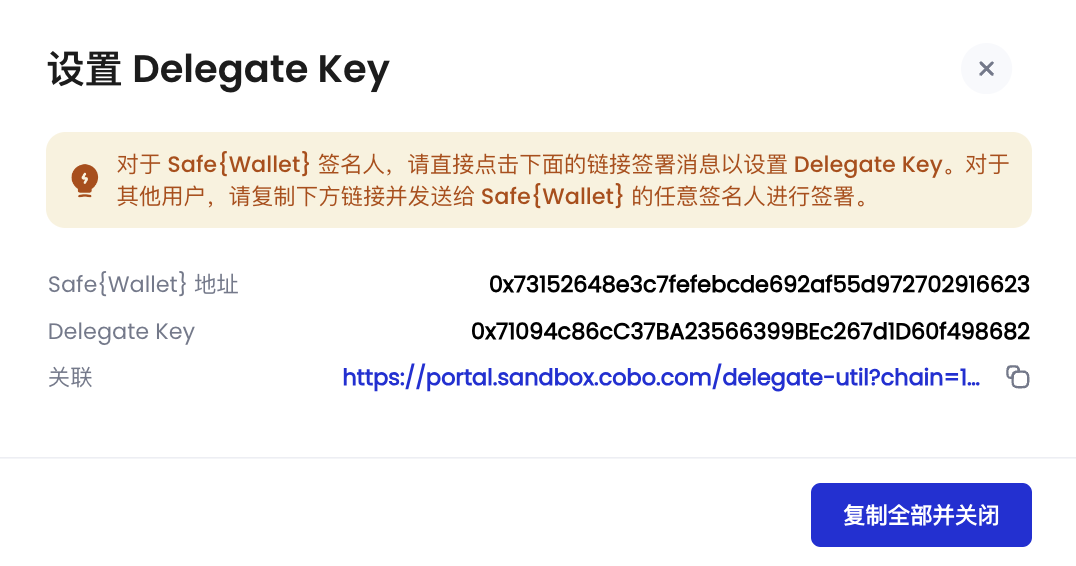 设置 Delegate Key
对于 Safe{Wallet} 签名人，请直接点击下面的链接签署消息以设置 Delegate Key。对于
其他用户，请复制下方链接并发送给 Safe{Wallet} 的任意签名人进行签署。
Safe{Wallet} 地址 0x73152648e3c7fefebcde692af55d972702916623
Delegate Key 0x71094c86cC37BA23566399BEc267d1D60f498682
关联 https://portal.sandbox.cobo.com/delegate-util?chain=1...
复制全部并关闭